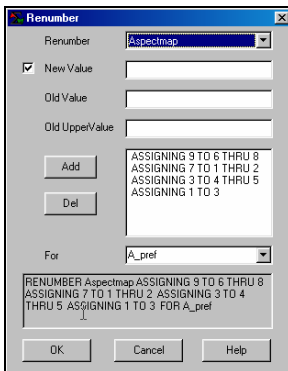 Renumber
Renumber Aspectmap
New Value
Old Value
Old UpperValue
Add
Del
ASSIGNING 9 TO 6 THRU 8
ASSIGNING 7 TO 1 THRU 2
ASSIGNING 3 TO 4 THRU 5
ASSIGNING 1 TO 3
For A_pref
RENUMBER Aspectmap ASSIGNING 9 TO 6 THRU 8
ASSIGNING 7 TO 1 THRU 2 ASSIGNING 3 TO 4
THRU 5 ASSIGNING 1 TO 3 FOR A_pref
OK Cancel Help